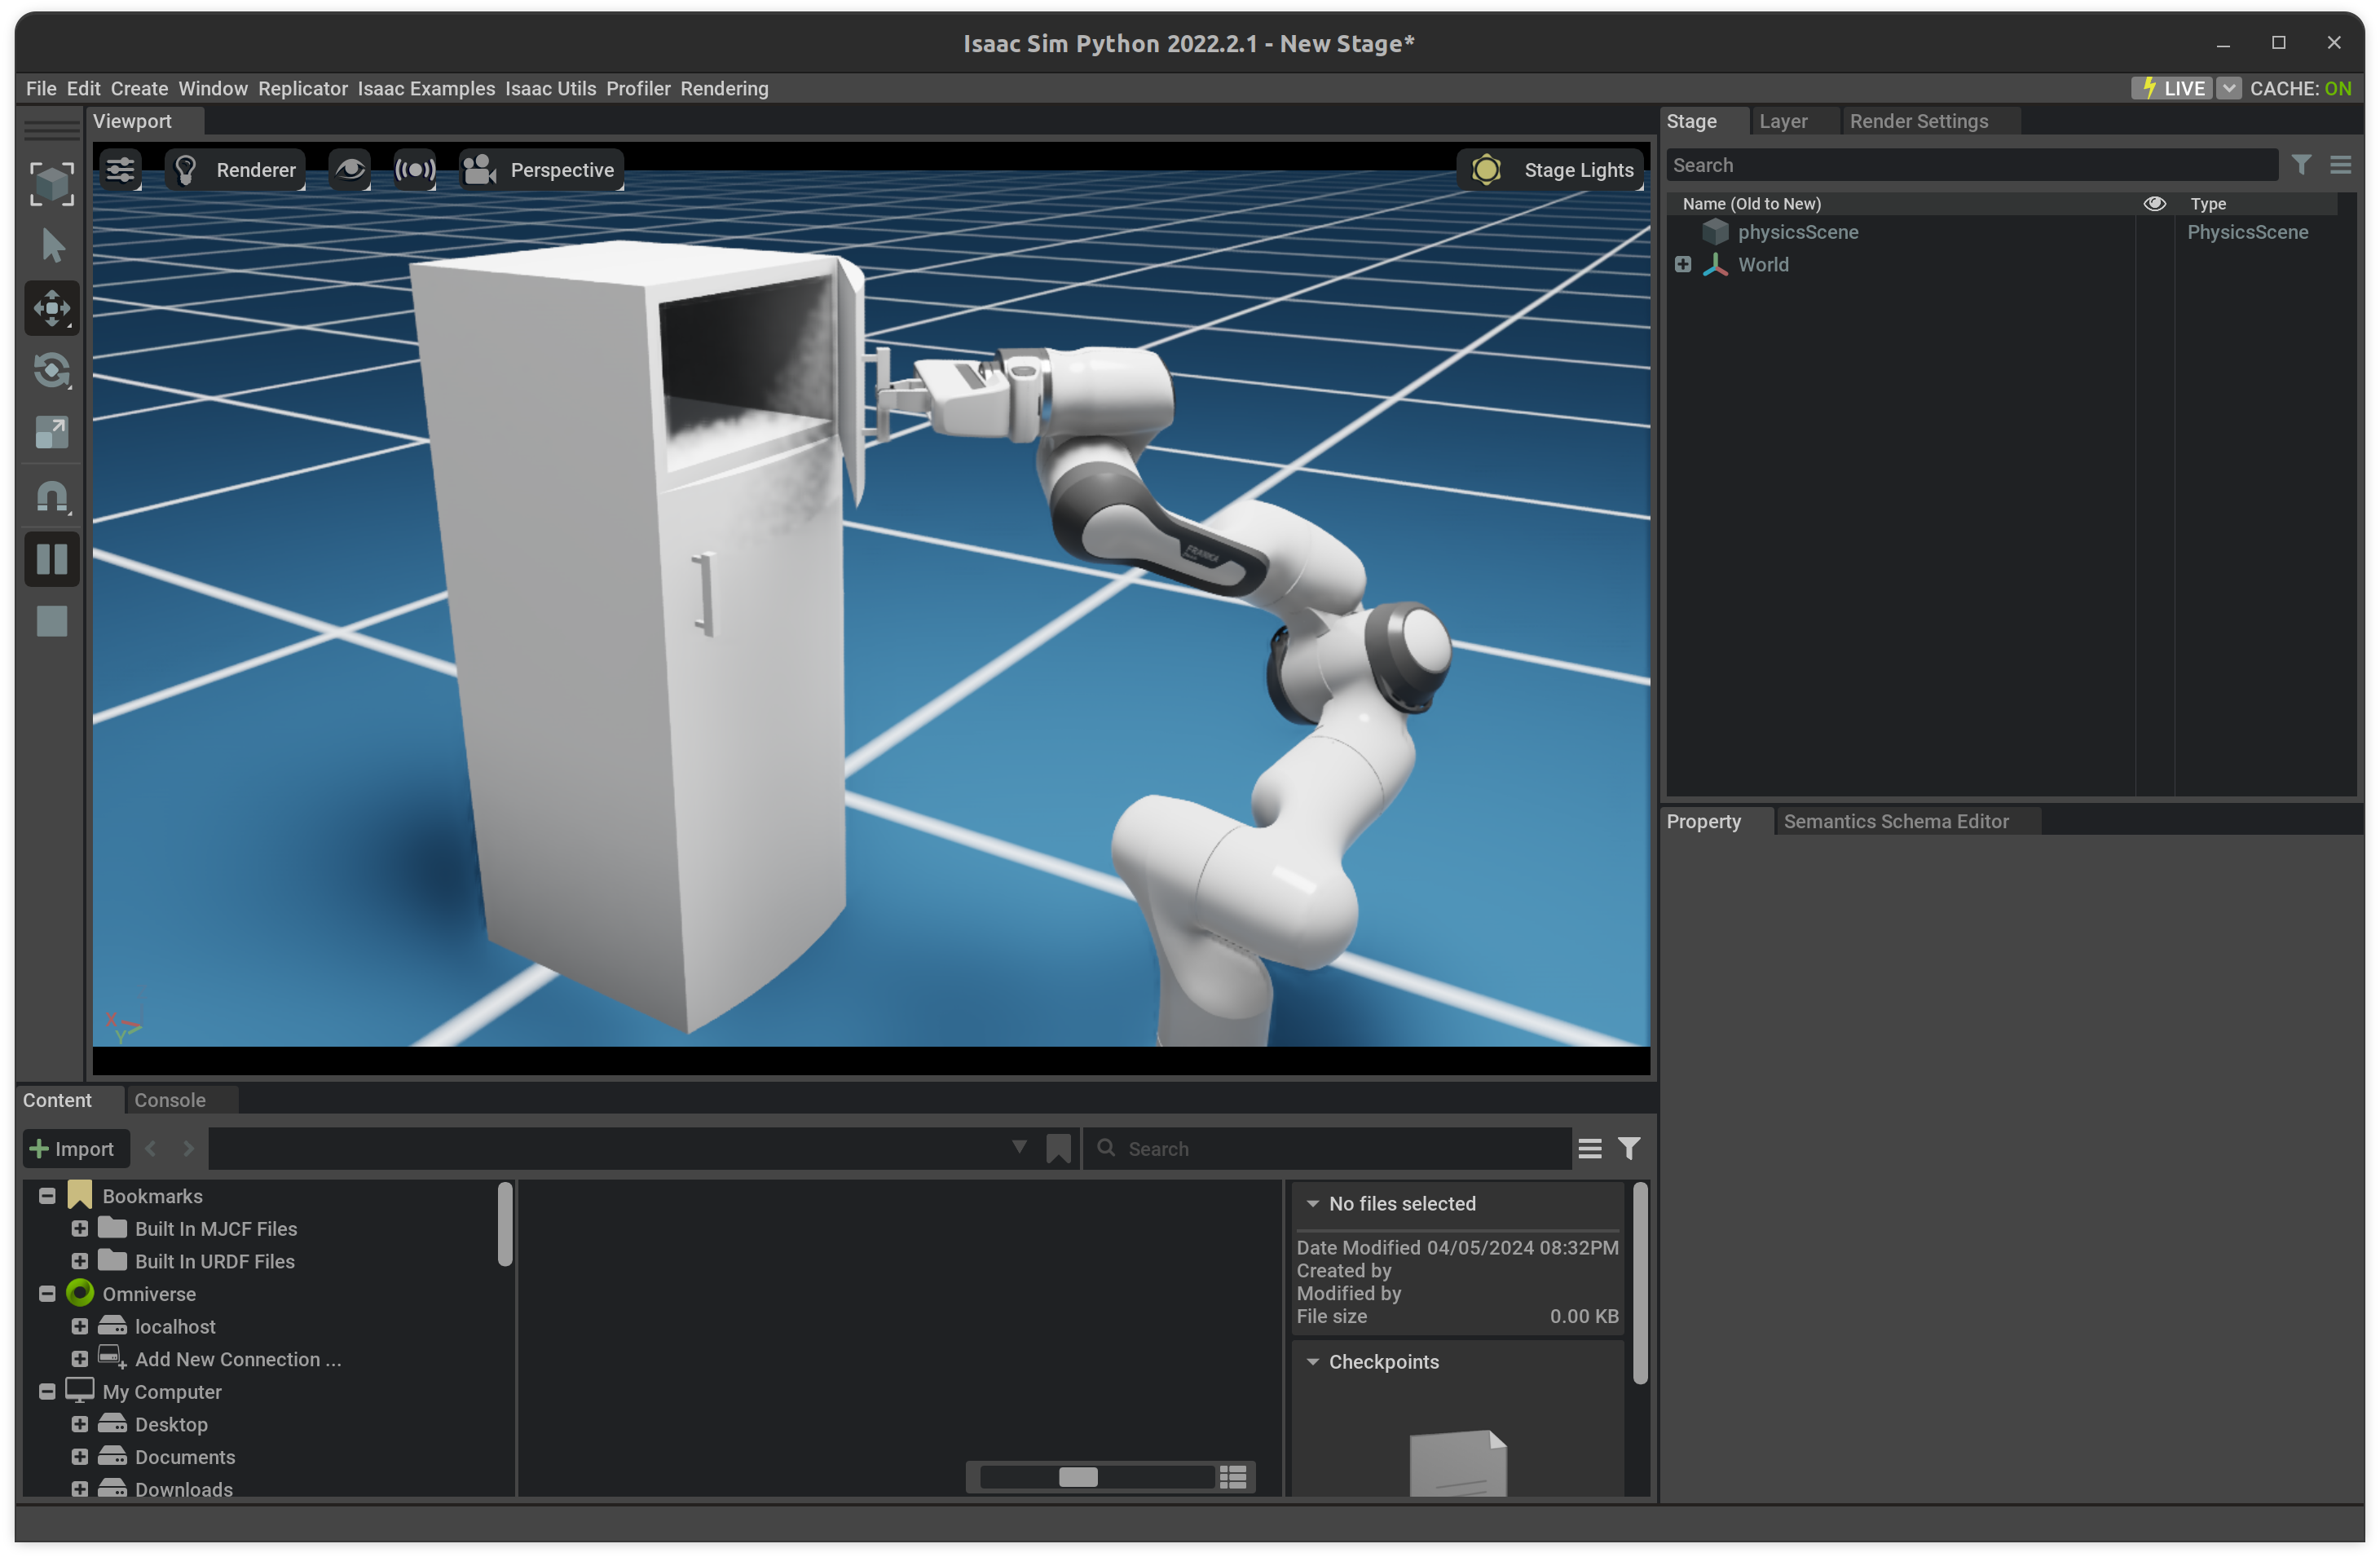 Isaac Sim Python 2022.2.1 - New Stage*
File Edit Create Window Replicator Isaac Examples Isaac Utils Profiler Rendering
LIVE CACHE: ON
Viewport
Renderer
Perspective
Stage Lights
X
Y
FRANKA
Stage Layer Render Settings
Search
Name (Old to New) Type
physicsScene PhysicsScene
World
Property Semantics Schema Editor
Content Console
Import
Search
Bookmarks
Built In MJCF Files
Built In URDF Files
Omniverse
localhost
Add New Connection ...
My Computer
Desktop
Documents
Downloads
No files selected
Date Modified 04/05/2024 08:32PM
Created by
Modified by
File size 0.00 KB
Checkpoints